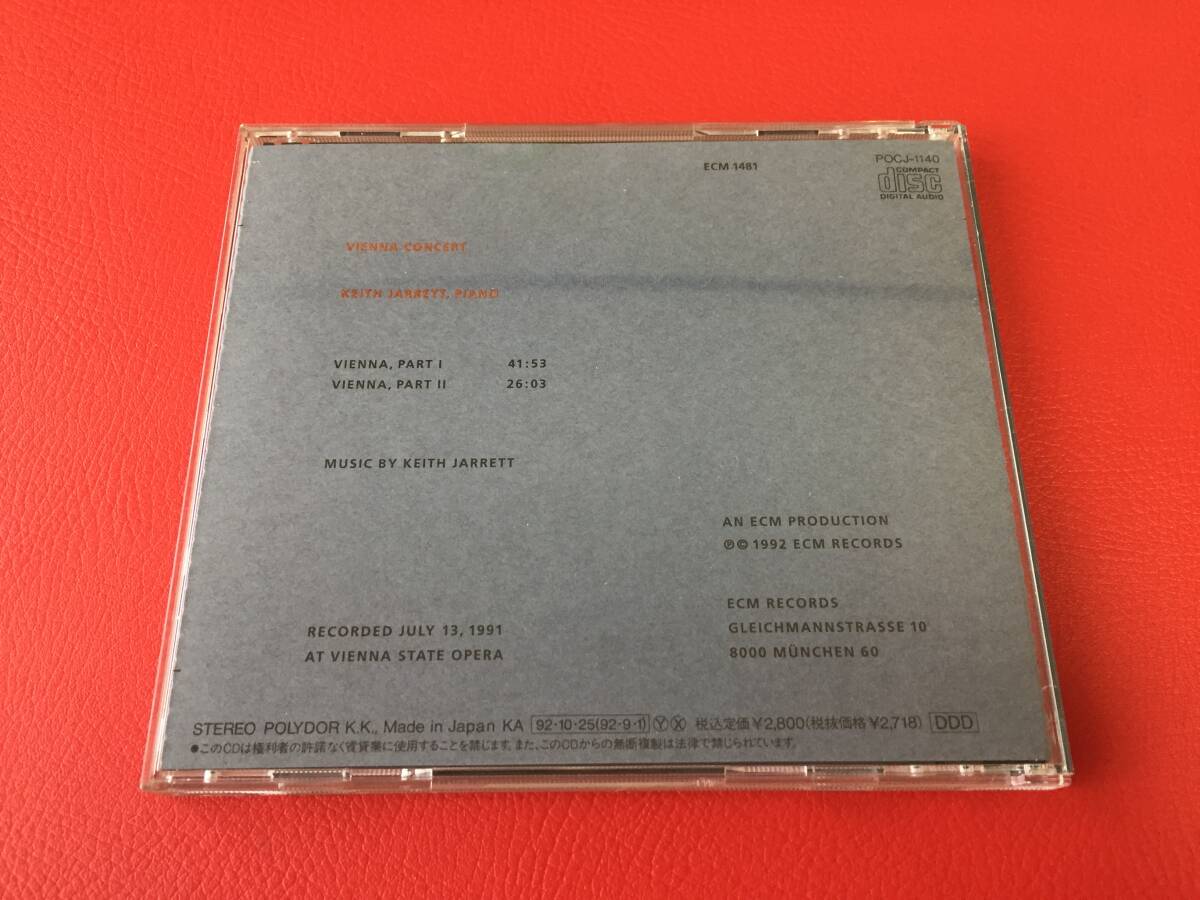 POCJ-1140
ECM 1481
COMPACT
disc
DIGITAL AUDIO
VIENNA CONCERT
KEITH JARRETT, PIANO
VIENNA, PART I 41:53
VIENNA, PART II 26:03
MUSIC BY KEITH JARRETT
AN ECM PRODUCTION
℗© 1992 ECM RECORDS
RECORDED JULY 13, 1991
AT VIENNA STATE OPERA
ECM RECORDS
GLEICHMANNSTRASSE 10
8000 MÜNCHEN 60
STEREO POLYDOR K.K., Made in Japan KA 92・10・25(92・9・1) Ⓨ Ⓧ 税込定価¥2,800(税抜価格¥2,718) DDD
●このCDは権利者の許諾なく賃貸業に使用することを禁じます。また、このCDからの無断複製は法律で禁じられています。